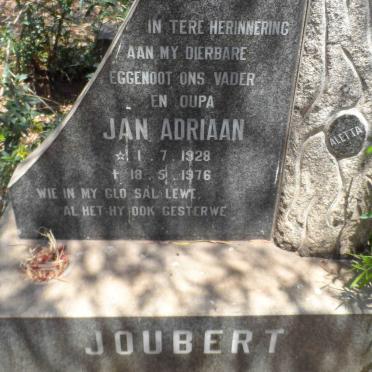 IN TERE HERINNERING
AAN MY DIERBARE
EGGENOOT ONS VADER
EN OUPA
JAN ADRIAAN
☆ 1 . 7 . 1928
† 18 . 5 . 1976
WIE IN MY GLO SAL LEWE
AL HET HY OOK GESTERWE
ALETTA
JOUBERT